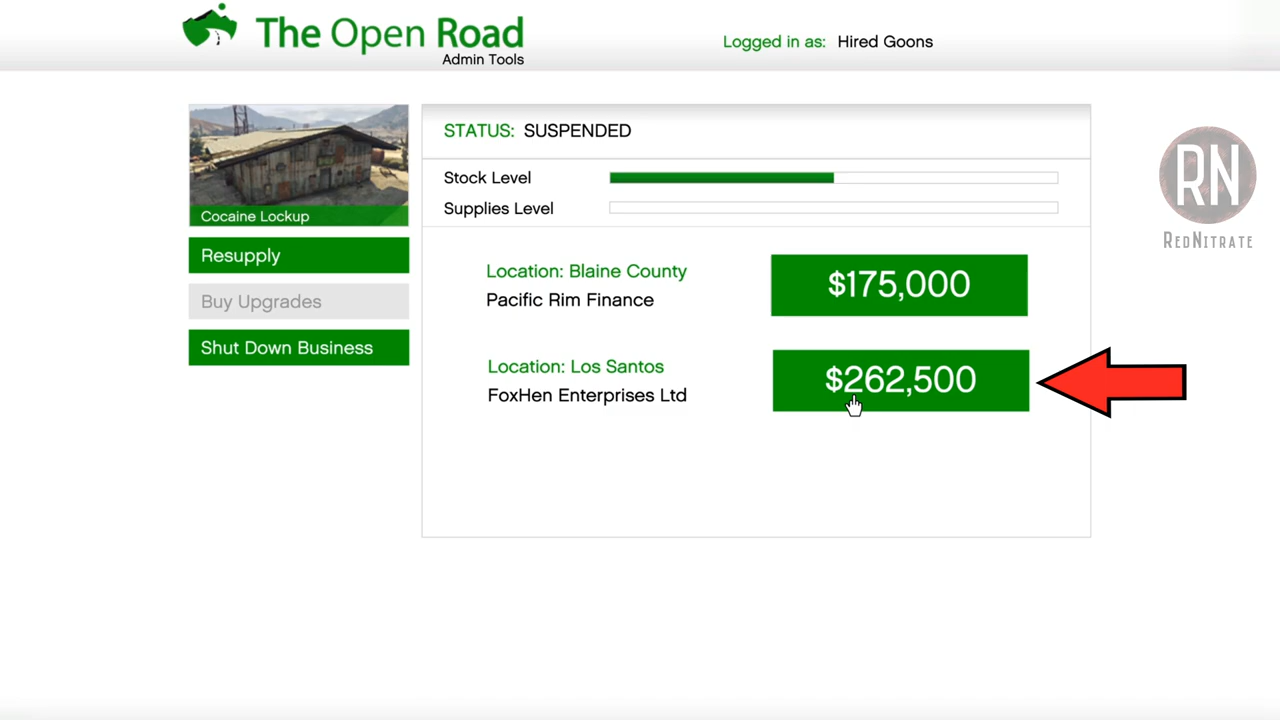 The Open Road
Admin Tools
Logged in as: Hired Goons
Cocaine Lockup
Resupply
Buy Upgrades
Shut Down Business
STATUS: SUSPENDED
Stock Level
Supplies Level
Location: Blaine County
Pacific Rim Finance
$175,000
Location: Los Santos
FoxHen Enterprises Ltd
$262,500
RN
REDNITRATE